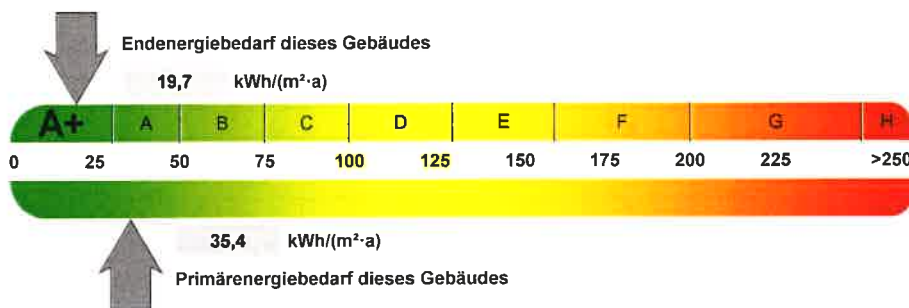 Endenergiebedarf dieses Gebäudes
19,7 kWh/(m²·a)
A+ A B C D E F G H
0 25 50 75 100 125 150 175 200 225 >250
35,4 kWh/(m²·a)
Primärenergiebedarf dieses Gebäudes